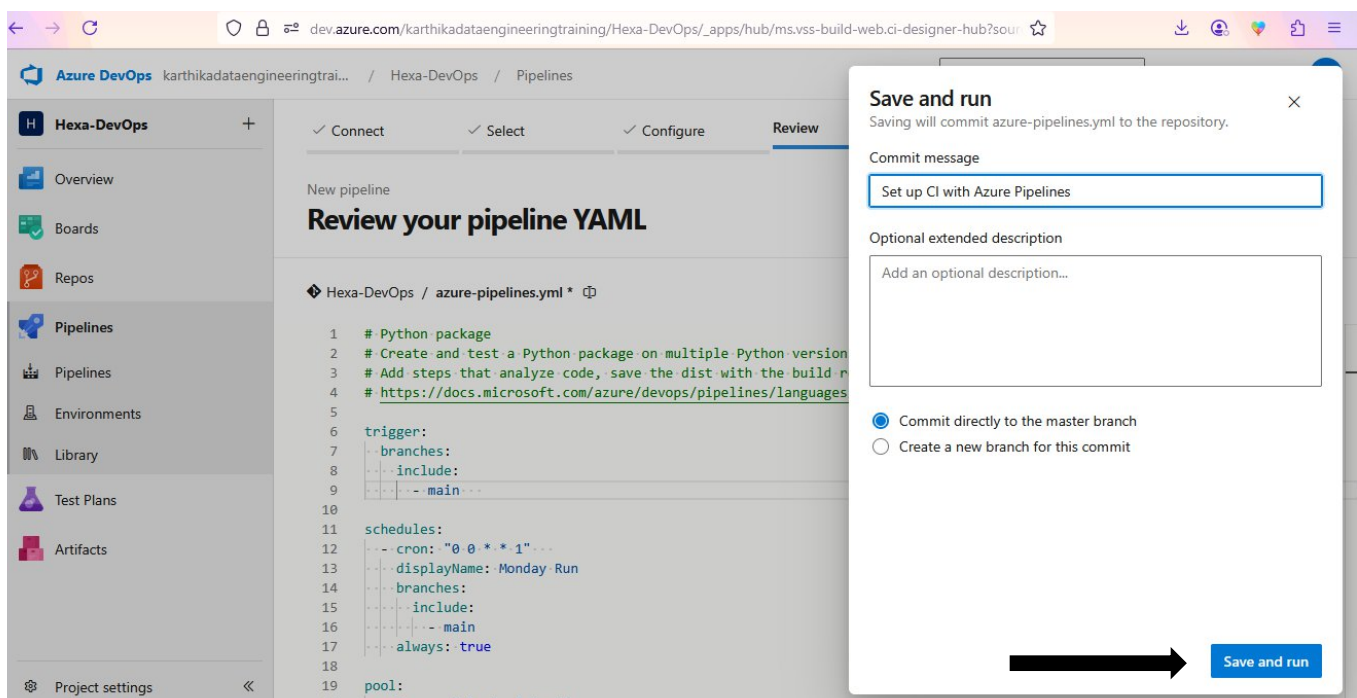 dev.azure.com/karthikadataengineeringtraining/Hexa-DevOps/_apps/hub/ms.vss-build-web.ci-designer-hub?sour
Azure DevOps karthikadataengineeringtrai... / Hexa-DevOps / Pipelines
H Hexa-DevOps +
Overview
Boards
Repos
Pipelines
Pipelines
Environments
Library
Test Plans
Artifacts
Project settings
Connect Select Configure Review
New pipeline
Review your pipeline YAML
Hexa-DevOps / azure-pipelines.yml *
1 # Python package
2 # Create and test a Python package on multiple Python version
3 # Add steps that analyze code, save the dist with the build r
4 # https://docs.microsoft.com/azure/devops/pipelines/languages
5
6 trigger:
7   branches:
8     include:
9       - main
10
11 schedules:
12   - cron: "0 0 * * 1"
13     displayName: Monday Run
14     branches:
15       include:
16         - main
17     always: true
18
19 pool:
Save and run
Saving will commit azure-pipelines.yml to the repository.
Commit message
Set up CI with Azure Pipelines
Optional extended description
Add an optional description...
Commit directly to the master branch
Create a new branch for this commit
Save and run